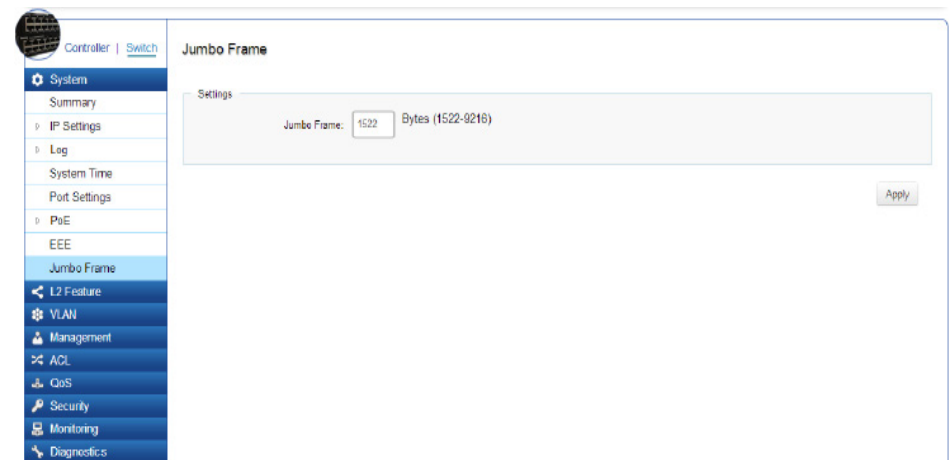 Controller | Switch
Jumbo Frame
System
Summary
IP Settings
Log
System Time
Port Settings
PoE
EEE
Jumbo Frame
L2 Feature
VLAN
Management
ACL
QoS
Security
Monitoring
Diagnostics
Settings
Jumbo Frame: 1522 Bytes (1522-9216)
Apply